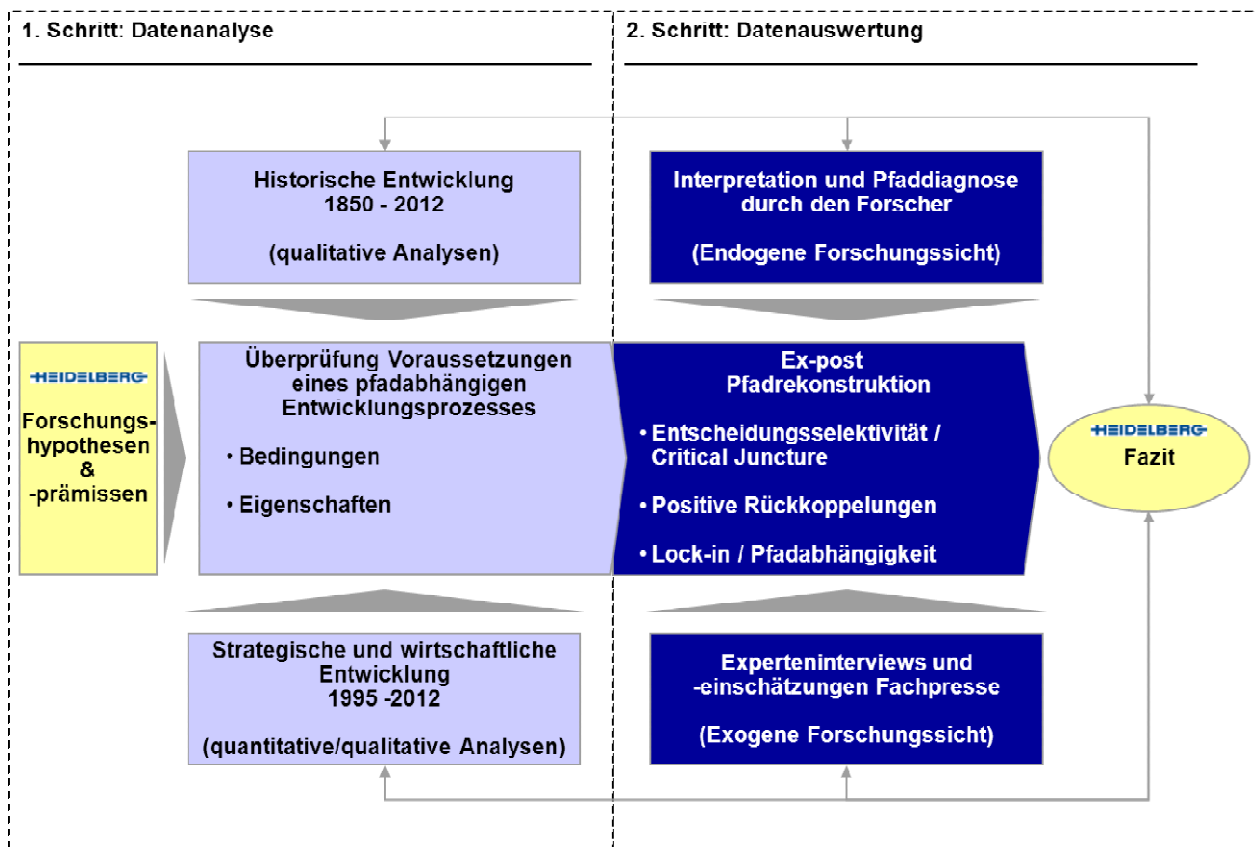 1. Schritt: Datenanalyse
2. Schritt: Datenauswertung
Historische Entwicklung
1850 - 2012
(qualitative Analysen)
Interpretation und Pfaddiagnose
durch den Forscher
(Endogene Forschungssicht)
HEIDELBERG
Forschungs-
hypothesen
&
-prämissen
Überprüfung Voraussetzungen
eines pfadabhängigen
Entwicklungsprozesses
• Bedingungen
• Eigenschaften
Ex-post
Pfadrekonstruktion
• Entscheidungsselektivität /
Critical Juncture
• Positive Rückkoppelungen
• Lock-in / Pfadabhängigkeit
HEIDELBERG
Fazit
Strategische und wirtschaftliche
Entwicklung
1995 -2012
(quantitative/qualitative Analysen)
Experteninterviews und
-einschätzungen Fachpresse
(Exogene Forschungssicht)